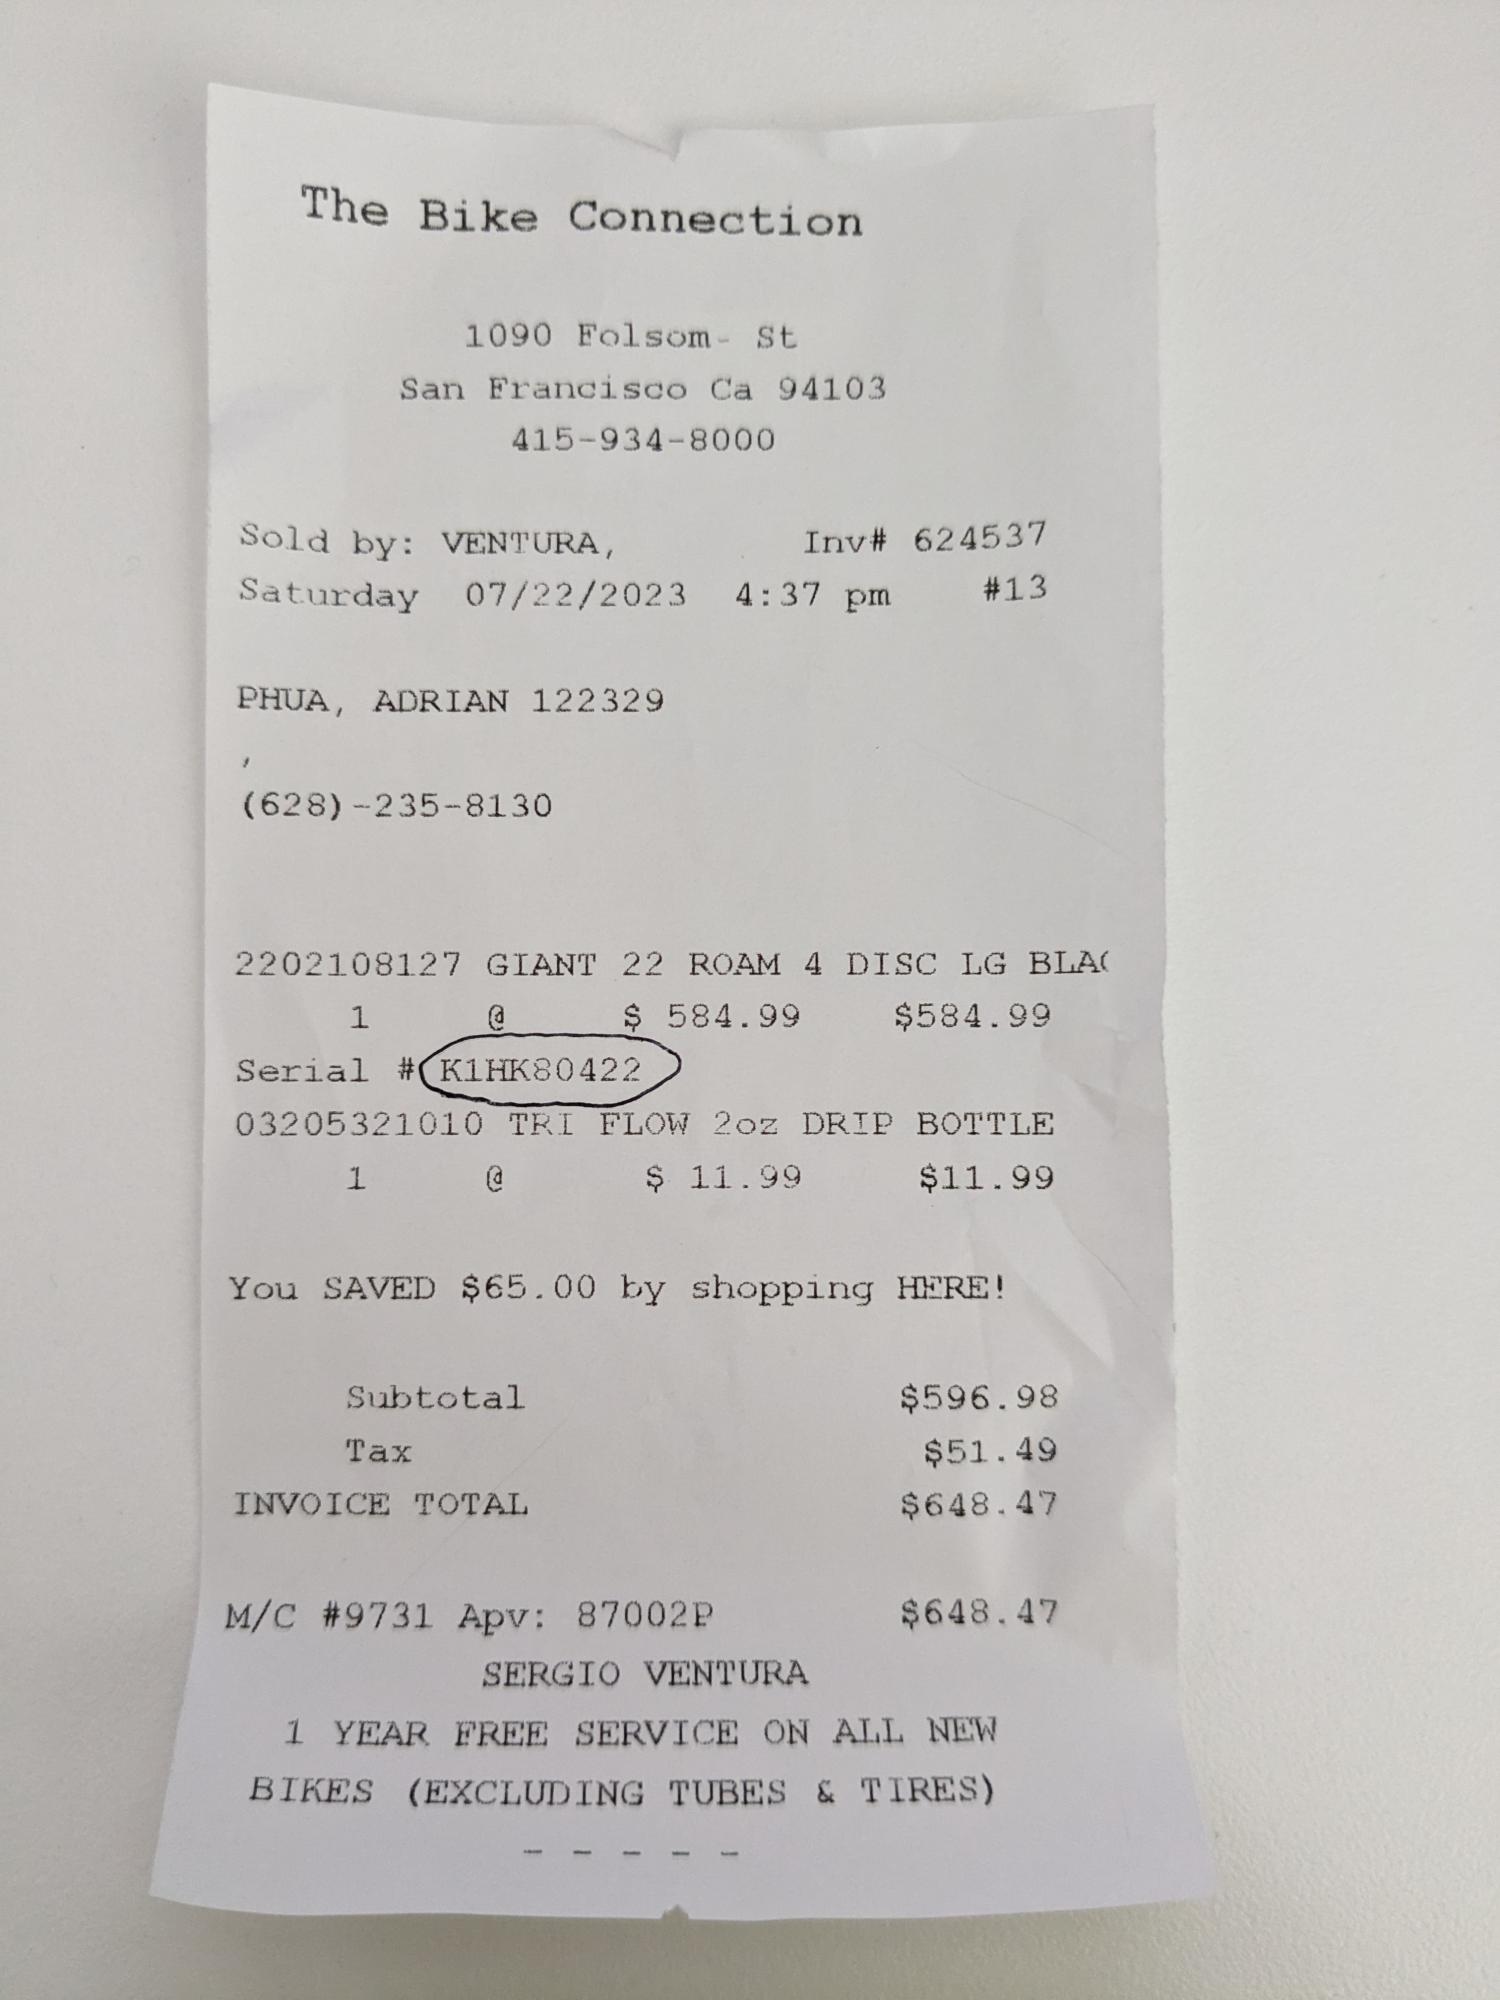 The Bike Connection
1090 Folsom- St
San Francisco Ca 94103
415-934-8000
Sold by: VENTURA, Inv# 624537
Saturday 07/22/2023 4:37 pm #13
PHUA, ADRIAN 122329
,
(628)-235-8130
2202108127 GIANT 22 ROAM 4 DISC LG BLAC
1 @ $ 584.99 $584.99
Serial # K1HK80422
03205321010 TRI FLOW 2oz DRIP BOTTLE
1 @ $ 11.99 $11.99
You SAVED $65.00 by shopping HERE!
Subtotal $596.98
Tax $51.49
INVOICE TOTAL $648.47
M/C #9731 Apv: 87002P $648.47
SERGIO VENTURA
1 YEAR FREE SERVICE ON ALL NEW
BIKES (EXCLUDING TUBES & TIRES)
- - - - -